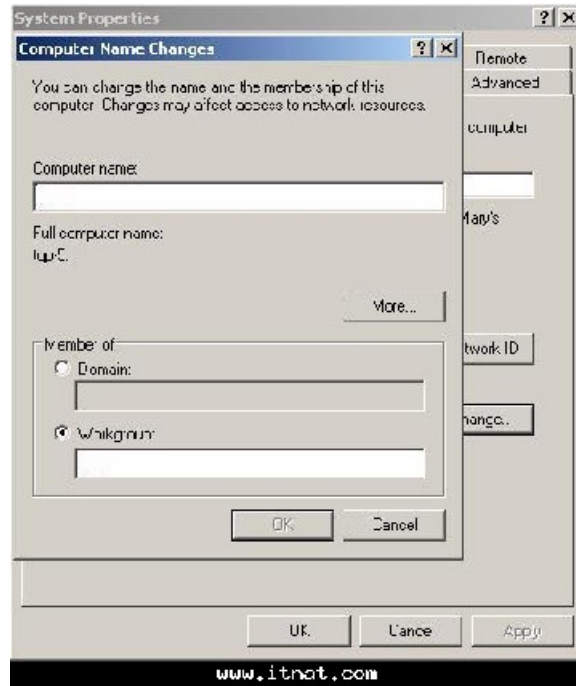 System Properties
Computer Name Changes
You can change the name and the membership of this
computer. Changes may affect access to network resources.
Computer name:
Full computer name:
More...
Member of
Domain:
Workgroup:
OK
Cancel
Remote
Advanced
computer
Mary's
twork ID
hange..
OK
Cance
Apply
www.itnat.com